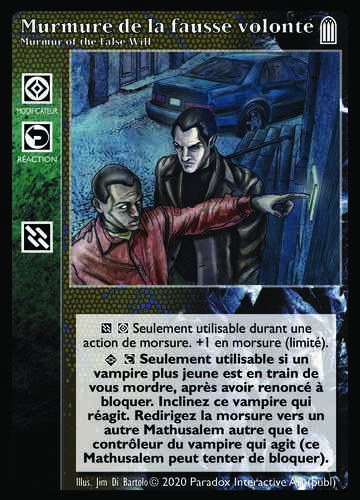 Murmure de la fausse volonte
Murmur of the False Will
MODIFICATEUR
RÉACTION
Seulement utilisable durant une
action de morsure. +1 en morsure (limité).
Seulement utilisable si un
vampire plus jeune est en train de
vous mordre, après avoir renoncé à
bloquer. Inclinez ce vampire qui
réagit. Redirigez la morsure vers un
autre Mathusalem autre que le
contrôleur du vampire qui agit (ce
Mathusalem peut tenter de bloquer).
Illus. Jim Di Bartolo © 2020 Paradox Interactive AB (publ)